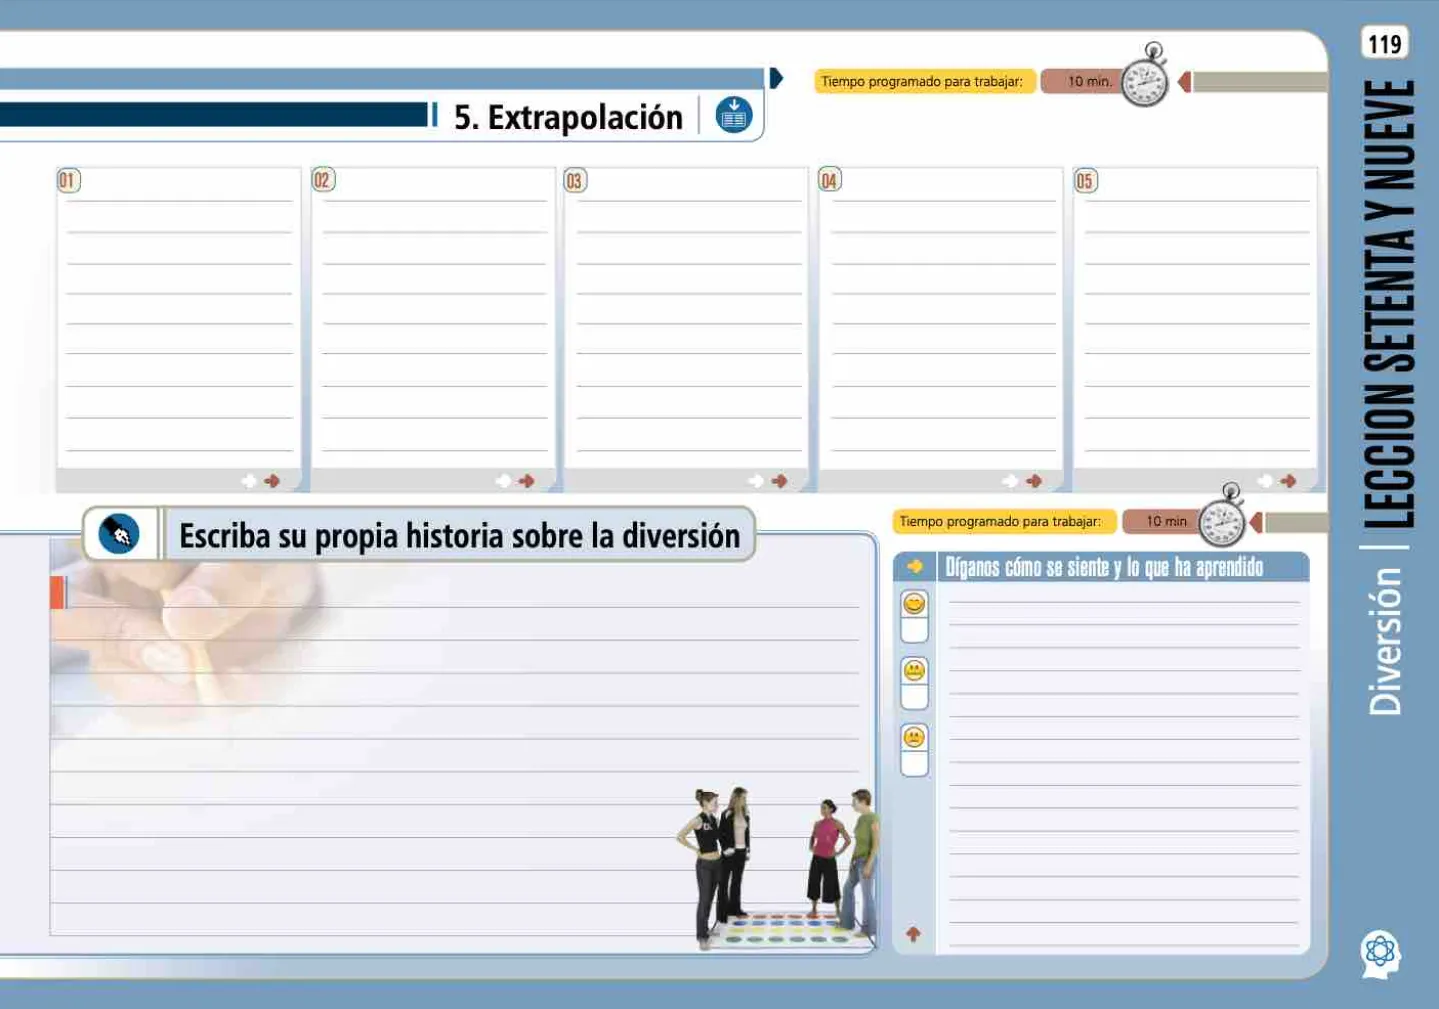 119
Tiempo programado para trabajar:
10 min.
5. Extrapolación
01
02
03
04
05
Escriba su propia historia sobre la diversión
Tiempo programado para trabajar:
10 min
Díganos cómo se siente y lo que ha aprendido
Diversión | LECCION SETENTA Y NUEVE